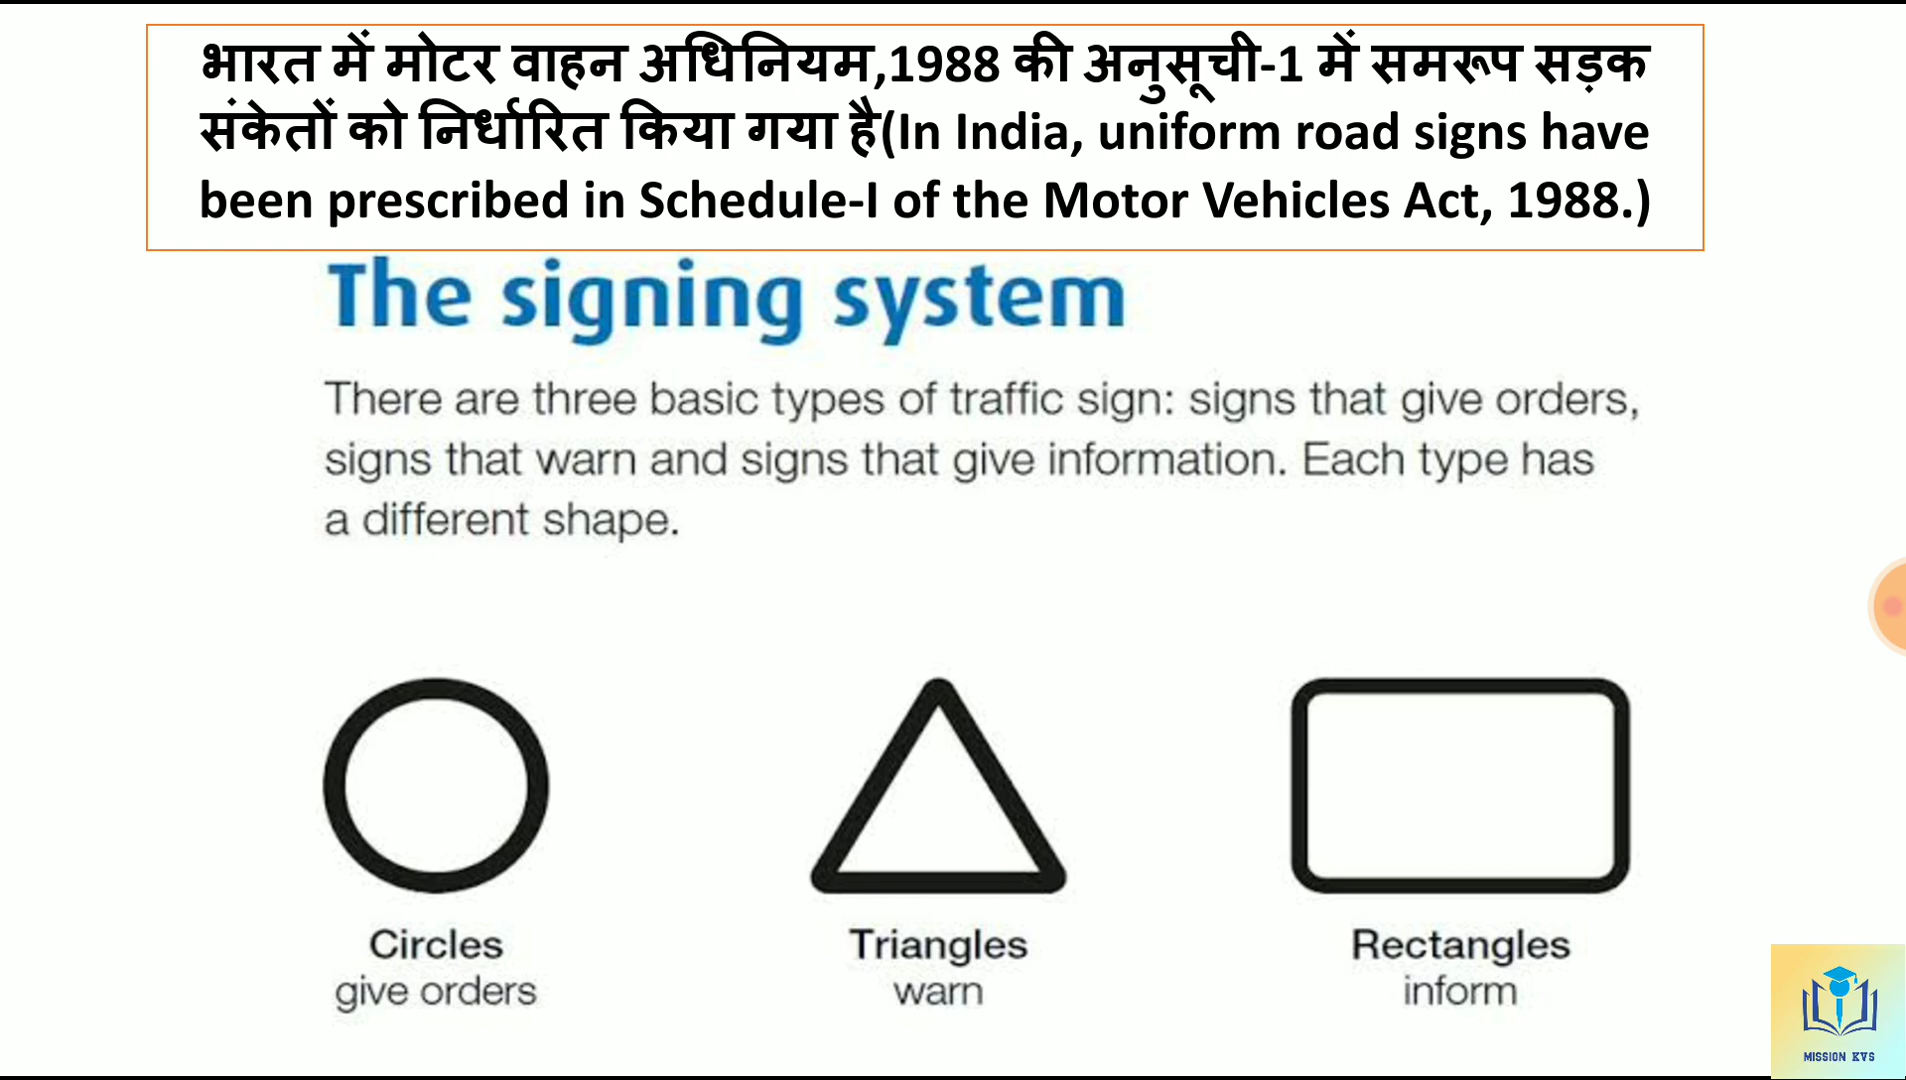 भारत में मोटर वाहन अधिनियम,1988 की अनुसूची-1 में समरूप सड़क
संकेतों को निर्धारित किया गया है(In India, uniform road signs have
been prescribed in Schedule-I of the Motor Vehicles Act, 1988.)
The signing system
There are three basic types of traffic sign: signs that give orders,
signs that warn and signs that give information. Each type has
a different shape.
Circles
give orders
Triangles
warn
Rectangles
inform
MISSION KVS